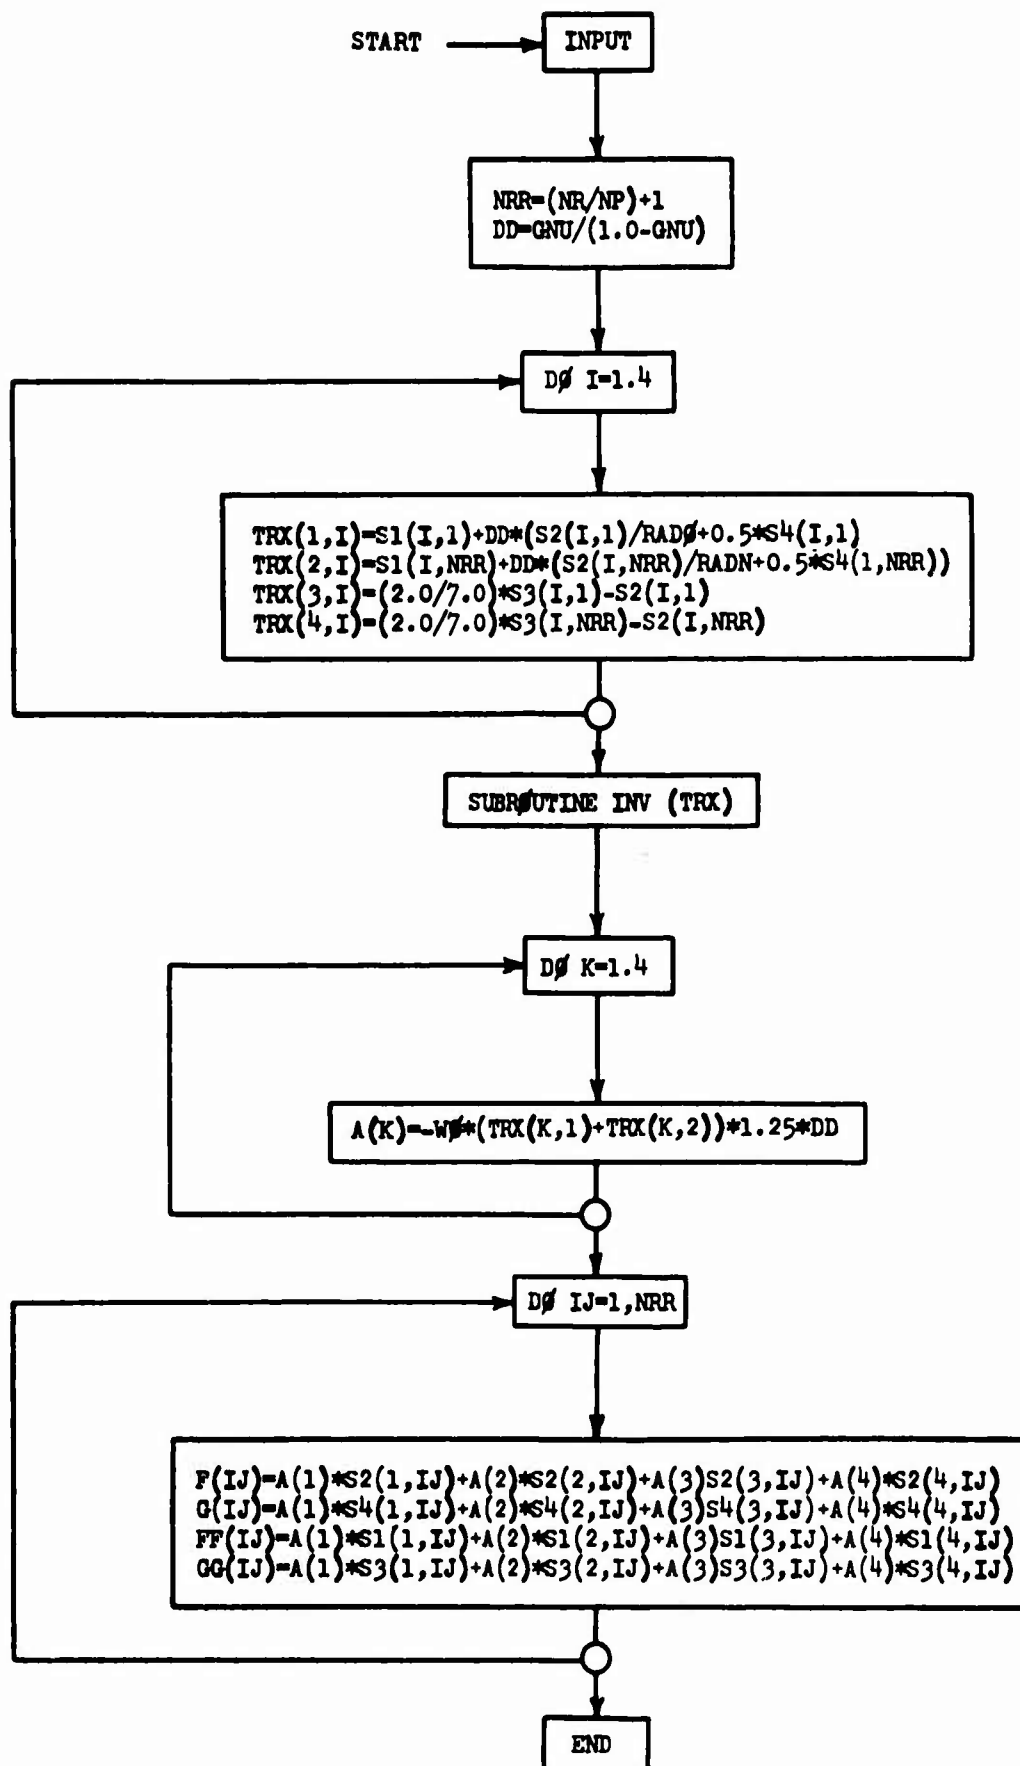 START
INPUT
NRR=(NR/NP)+1
DD=GNU/(1.0-GNU)
DØ I=1.4
TRX(1,I)=S1(I,1)+DD*(S2(I,1)/RADØ+0.5*S4(I,1)
TRX(2,I)=S1(I,NRR)+DD*(S2(I,NRR)/RADN+0.5*S4(1,NRR))
TRX(3,I)=(2.0/7.0)*S3(I,1)-S2(I,1)
TRX(4,I)=(2.0/7.0)*S3(I,NRR)-S2(I,NRR)
SUBRØUTINE INV (TRX)
DØ K=1.4
A(K)=-WØ*(TRX(K,1)+TRX(K,2))*1.25*DD
DØ IJ=1,NRR
F(IJ)=A(1)*S2(1,IJ)+A(2)*S2(2,IJ)+A(3)S2(3,IJ)+A(4)*S2(4,IJ)
G(IJ)=A(1)*S4(1,IJ)+A(2)*S4(2,IJ)+A(3)S4(3,IJ)+A(4)*S4(4,IJ)
FF(IJ)=A(1)*S1(1,IJ)+A(2)*S1(2,IJ)+A(3)S1(3,IJ)+A(4)*S1(4,IJ)
GG(IJ)=A(1)*S3(1,IJ)+A(2)*S3(2,IJ)+A(3)S3(3,IJ)+A(4)*S3(4,IJ)
END